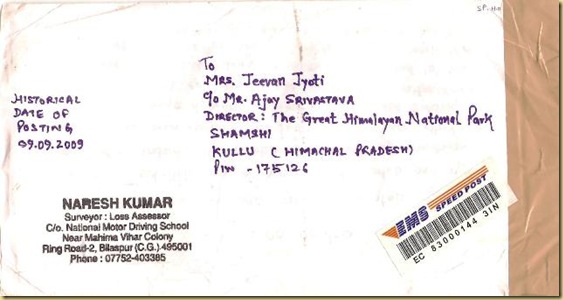 SP-HR
To
MRS. Jeevan Jyoti
C/o MR. AJAY SRIVASTAVA
DIRECTOR: The Great Himalayan National Park
SHAMSHI
KULLU (HIMACHAL PRADESH)
PIN - 175126
HISTORICAL
DATE OF
POSTING
09.09.2009
NARESH KUMAR
Surveyor : Loss Assessor
C/o. National Motor Driving School
Near Mahima Vihar Colony
Ring Road-2, Bilaspur (C.G.) 495001
Phone : 07752-403385
EMS SPEED POST
EC 83000144 3IN